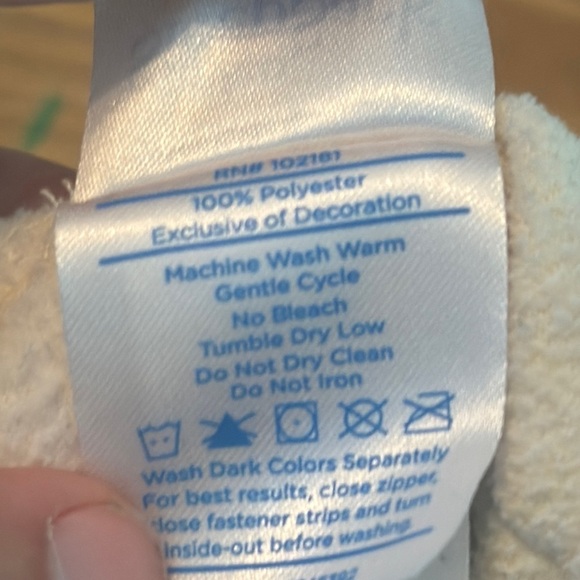 RN# 102181
100% Polyester
Exclusive of Decoration
Machine Wash Warm
Gentle Cycle
No Bleach
Tumble Dry Low
Do Not Dry Clean
Do Not Iron
Wash Dark Colors Separately
For best results, close zipper,
close fastener strips and turn
inside-out before washing.